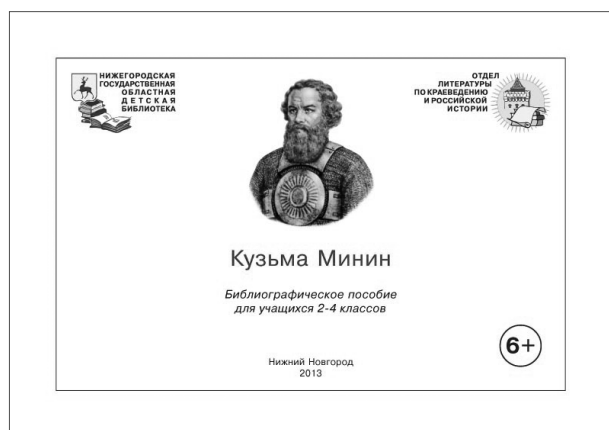 НИЖЕГОРОДСКАЯ
ГОСУДАРСТВЕННАЯ
ОБЛАСТНАЯ
ДЕТСКАЯ
БИБЛИОТЕКА
ОТДЕЛ
ЛИТЕРАТУРЫ
ПО КРАЕВЕДЕНИЮ
И РОССИЙСКОЙ
ИСТОРИИ
Кузьма Минин
Библиографическое пособие
для учащихся 2-4 классов
6+
Нижний Новгород
2013